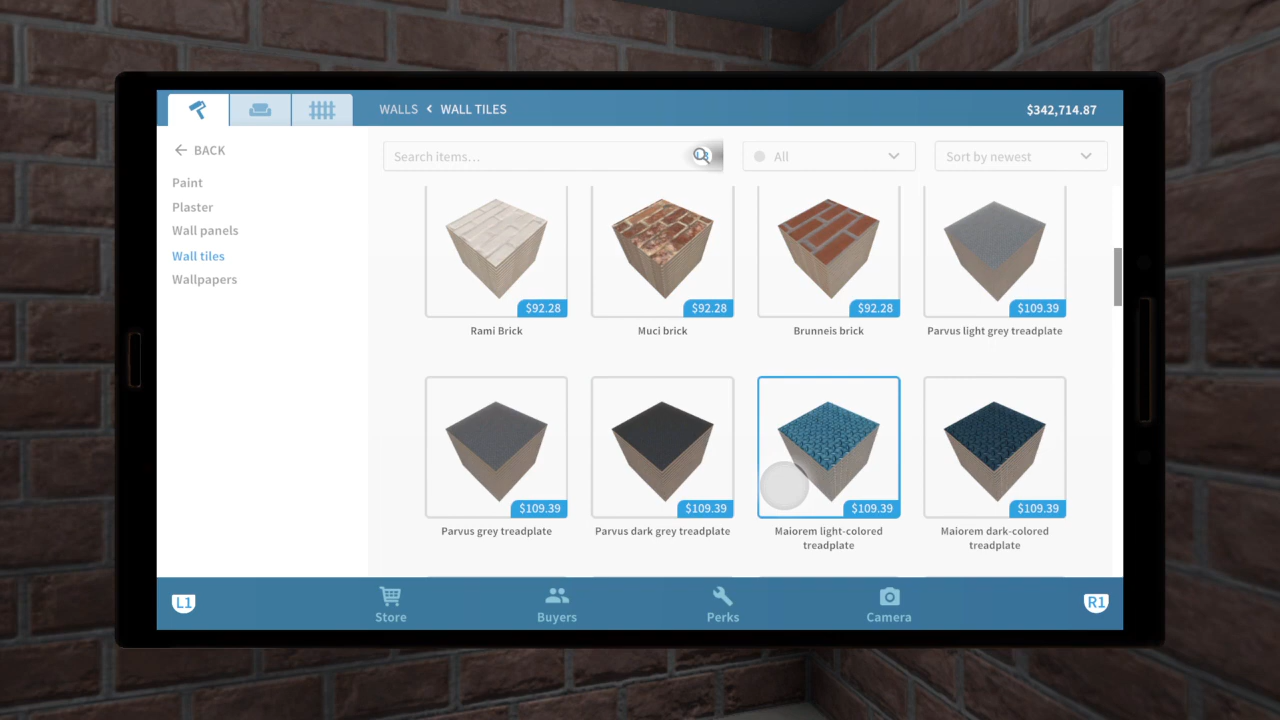 WALLS < WALL TILES
$342,714.87
BACK
Search items...
All
Sort by newest
Paint
Plaster
Wall panels
Wall tiles
Wallpapers
$92.28
$92.28
$92.28
$109.39
Rami Brick
Muci brick
Brunneis brick
Parvus light grey treadplate
$109.39
$109.39
$109.39
$109.39
Parvus grey treadplate
Parvus dark grey treadplate
Maiorem light-colored
treadplate
Maiorem dark-colored
treadplate
L1
Store
Buyers
Perks
Camera
R1